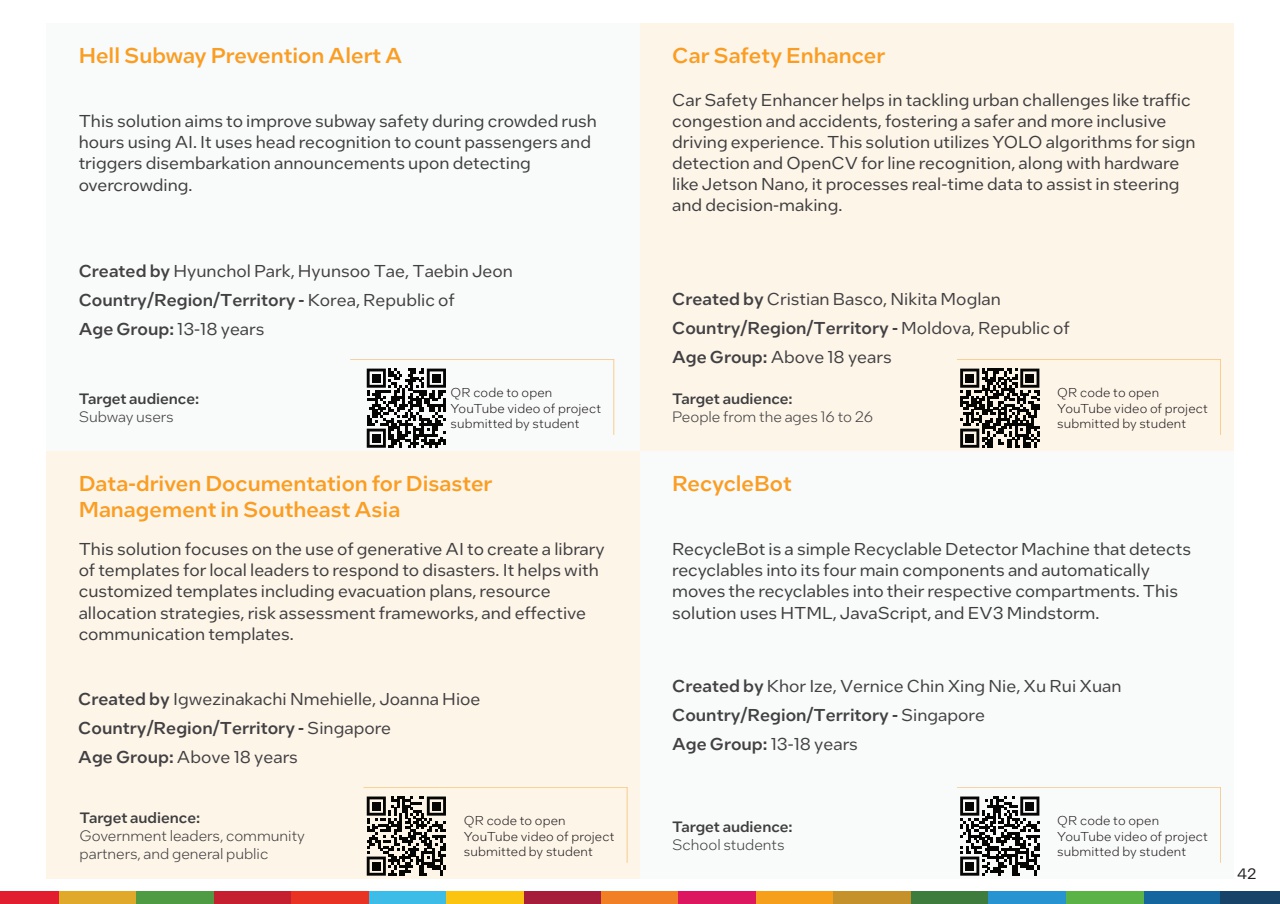 Hell Subway Prevention Alert A
This solution aims to improve subway safety during crowded rush
hours using AI. It uses head recognition to count passengers and
triggers disembarkation announcements upon detecting
overcrowding.
Created by Hyunchol Park, Hyunsoo Tae, Taebin Jeon
Country/Region/Territory - Korea, Republic of
Age Group: 13-18 years
Target audience:
Subway users
QR code to open
YouTube video of project
submitted by student
Car Safety Enhancer
Car Safety Enhancer helps in tackling urban challenges like traffic
congestion and accidents, fostering a safer and more inclusive
driving experience. This solution utilizes YOLO algorithms for sign
detection and OpenCV for line recognition, along with hardware
like Jetson Nano, it processes real-time data to assist in steering
and decision-making.
Created by Cristian Basco, Nikita Moglan
Country/Region/Territory - Moldova, Republic of
Age Group: Above 18 years
Target audience:
People from the ages 16 to 26
QR code to open
YouTube video of project
submitted by student
Data-driven Documentation for Disaster
Management in Southeast Asia
This solution focuses on the use of generative AI to create a library
of templates for local leaders to respond to disasters. It helps with
customized templates including evacuation plans, resource
allocation strategies, risk assessment frameworks, and effective
communication templates.
Created by Igwezinakachi Nmehielle, Joanna Hioe
Country/Region/Territory - Singapore
Age Group: Above 18 years
Target audience:
Government leaders, community
partners, and general public
QR code to open
YouTube video of project
submitted by student
RecycleBot
RecycleBot is a simple Recyclable Detector Machine that detects
recyclables into its four main components and automatically
moves the recyclables into their respective compartments. This
solution uses HTML, JavaScript, and EV3 Mindstorm.
Created by Khor Ize, Vernice Chin Xing Nie, Xu Rui Xuan
Country/Region/Territory - Singapore
Age Group: 13-18 years
Target audience:
School students
QR code to open
YouTube video of project
submitted by student
42